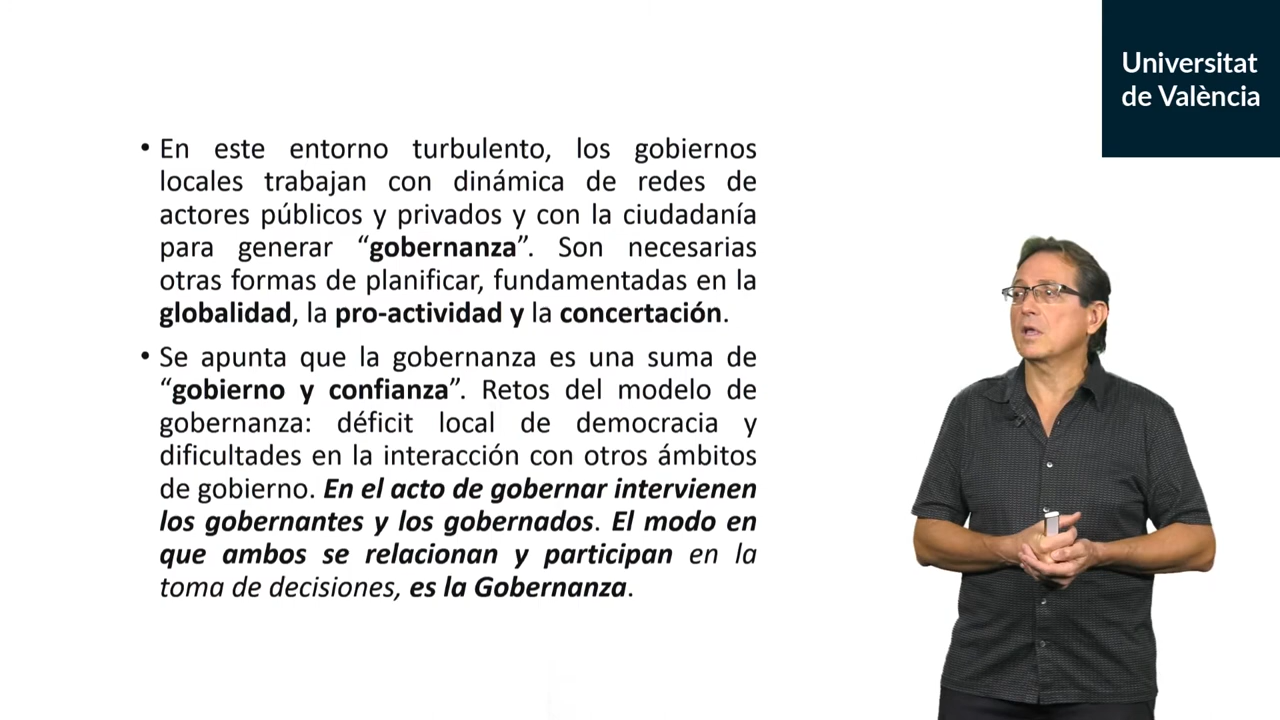 Universitat
de València
• En este entorno turbulento, los gobiernos
locales trabajan con dinámica de redes de
actores públicos y privados y con la ciudadanía
para generar “gobernanza”. Son necesarias
otras formas de planificar, fundamentadas en la
globalidad, la pro-actividad y la concertación.
• Se apunta que la gobernanza es una suma de
“gobierno y confianza”. Retos del modelo de
gobernanza: déficit local de democracia y
dificultades en la interacción con otros ámbitos
de gobierno. En el acto de gobernar intervienen
los gobernantes y los gobernados. El modo en
que ambos se relacionan y participan en la
toma de decisiones, es la Gobernanza.